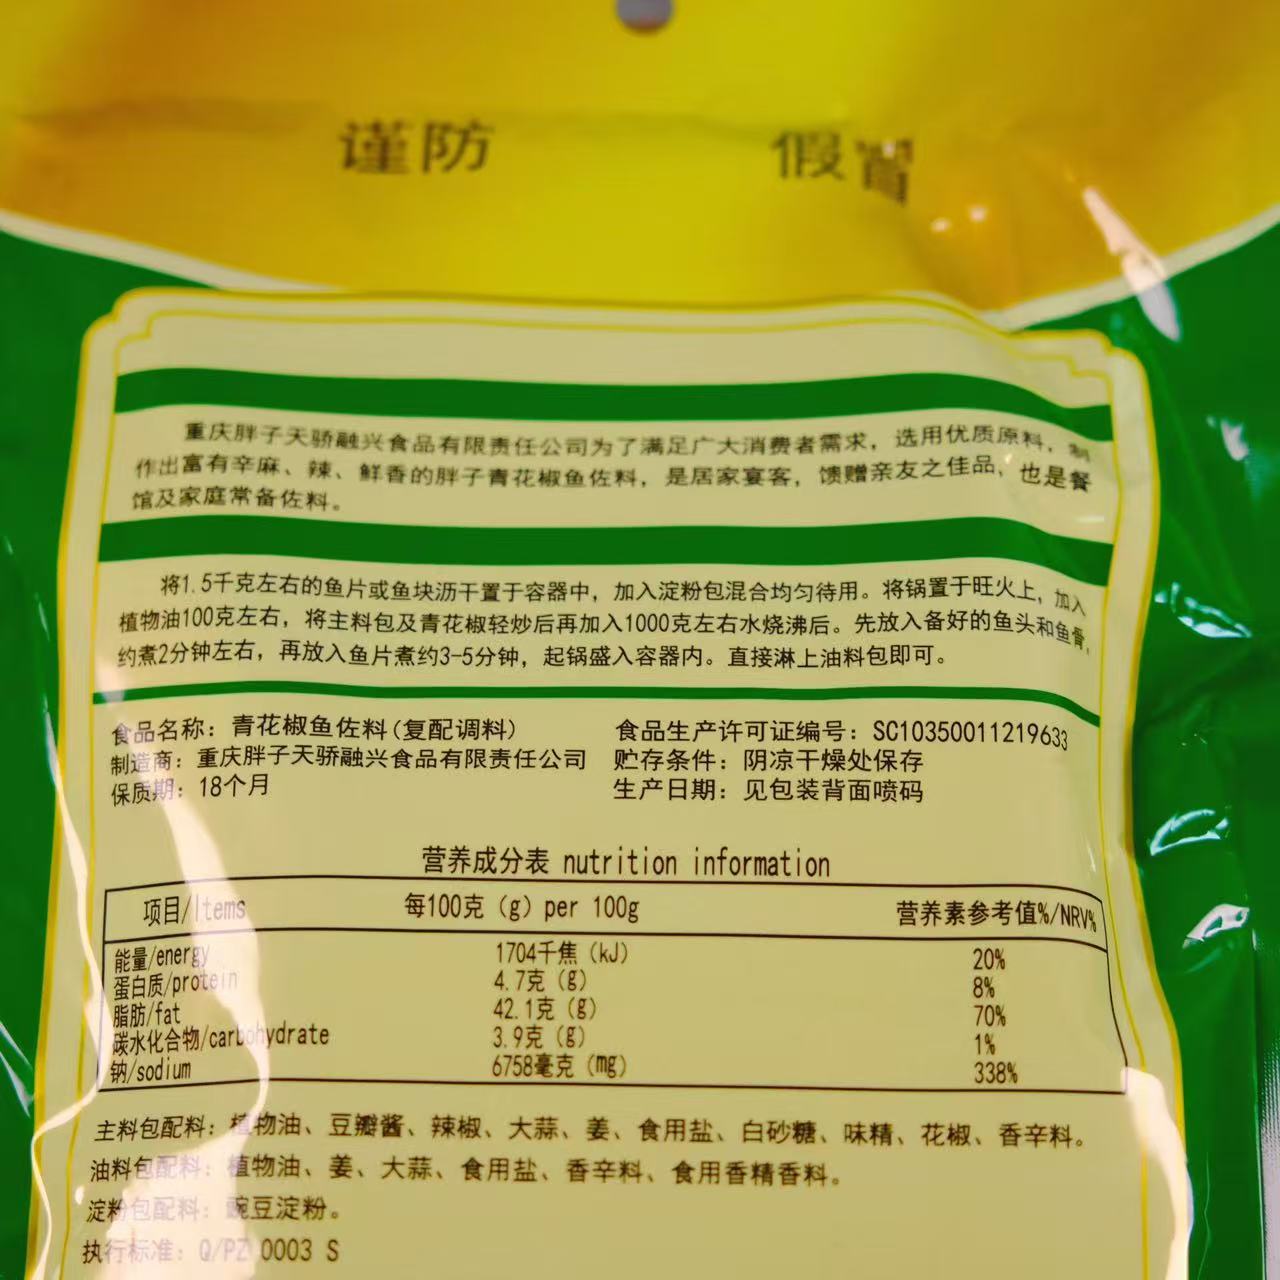 谨防 假冒
重庆胖子天骄融兴食品有限责任公司为了满足广大消费者需求，选用优质原料，制
作出富有辛麻、辣、鲜香的胖子青花椒鱼佐料，是居家宴客，馈赠亲友之佳品，也是餐
馆及家庭常备佐料。
将1.5千克左右的鱼片或鱼块沥干置于容器中，加入淀粉包混合均匀待用。将锅置于旺火上，加入
植物油100克左右，将主料包及青花椒轻炒后再加入1000克左右水烧沸后。先放入备好的鱼头和鱼骨，
约煮2分钟左右，再放入鱼片煮约3-5分钟，起锅盛入容器内。直接淋上油料包即可。
食品名称：青花椒鱼佐料(复配调料) 食品生产许可证编号：SC10350011219633
制造商：重庆胖子天骄融兴食品有限责任公司 贮存条件：阴凉干燥处保存
保质期：18个月 生产日期：见包装背面喷码
营养成分表 nutrition information
项目/Items 每100克（g）per 100g 营养素参考值%/NRV%
能量/energy 1704千焦（kJ） 20%
蛋白质/protein 4.7克（g） 8%
脂肪/fat 42.1克（g） 70%
碳水化合物/carbohydrate 3.9克（g） 1%
钠/sodium 6758毫克（mg） 338%
主料包配料：植物油、豆瓣酱、辣椒、大蒜、姜、食用盐、白砂糖、味精、花椒、香辛料。
油料包配料：植物油、姜、大蒜、食用盐、香辛料、食用香精香料。
淀粉包配料：豌豆淀粉。
执行标准：Q/PZ 0003 S